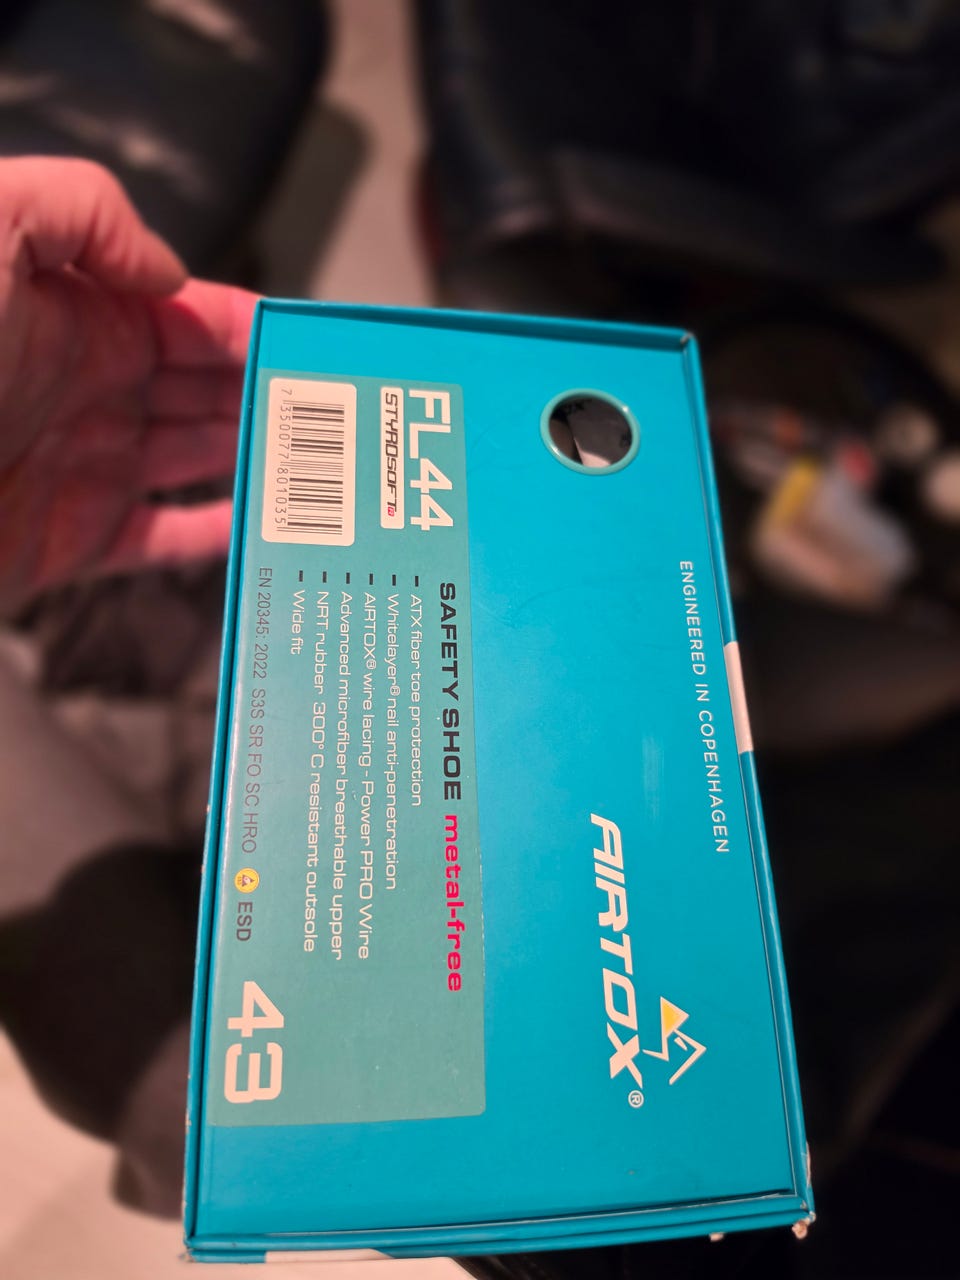 ENGINEERED IN COPENHAGEN
AIRTOX®
FL44
STYROSOFT
SAFETY SHOE metal-free
- ATX fiber toe protection
- Whitelayer® nail anti-penetration
- AIRTOX® wire lacing - Power PRO Wire
- Advanced microfiber breathable upper
- NRT rubber 300° C resistant outsole
- Wide fit
7 350077 801035
EN 20345: 2022 S3S SR FO SC HRO ESD
43